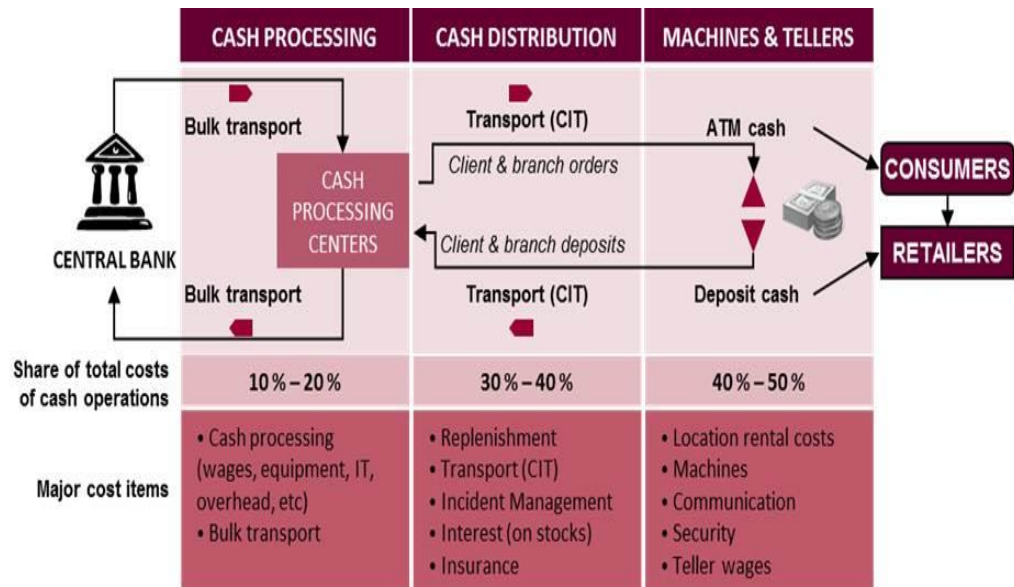 CASH PROCESSING
CASH DISTRIBUTION
MACHINES & TELLERS
Bulk transport
Transport (CIT)
ATM cash
Client & branch orders
CASH
PROCESSING
CENTERS
CONSUMERS
CENTRAL BANK
Client & branch deposits
RETAILERS
Bulk transport
Transport (CIT)
Deposit cash
Share of total costs
of cash operations
10 % – 20 %
30 % – 40 %
40 % – 50 %
Major cost items
• Cash processing
(wages, equipment, IT,
overhead, etc)
• Bulk transport
• Replenishment
• Transport (CIT)
• Incident Management
• Interest (on stocks)
• Insurance
• Location rental costs
• Machines
• Communication
• Security
• Teller wages